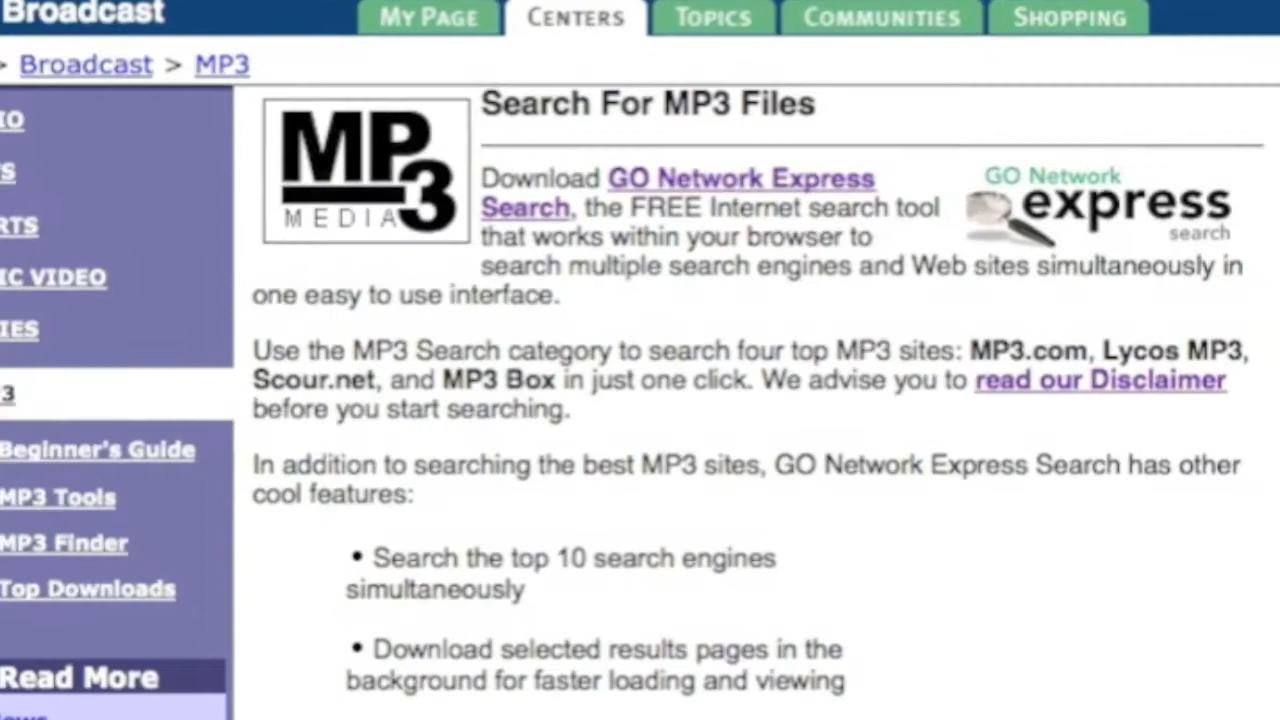 Broadcast
MY PAGE
CENTERS
TOPICS
COMMUNITIES
SHOPPING
> Broadcast > MP3
IO
S
RTS
IC VIDEO
IES
3
Beginner's Guide
MP3 Tools
MP3 Finder
Top Downloads
Read More
MP3
MEDIA
Search For MP3 Files
Download GO Network Express
Search, the FREE Internet search tool
that works within your browser to
search multiple search engines and Web sites simultaneously in
one easy to use interface.
GO Network
express
search
Use the MP3 Search category to search four top MP3 sites: MP3.com, Lycos MP3,
Scour.net, and MP3 Box in just one click. We advise you to read our Disclaimer
before you start searching.
In addition to searching the best MP3 sites, GO Network Express Search has other
cool features:
• Search the top 10 search engines
simultaneously
• Download selected results pages in the
background for faster loading and viewing